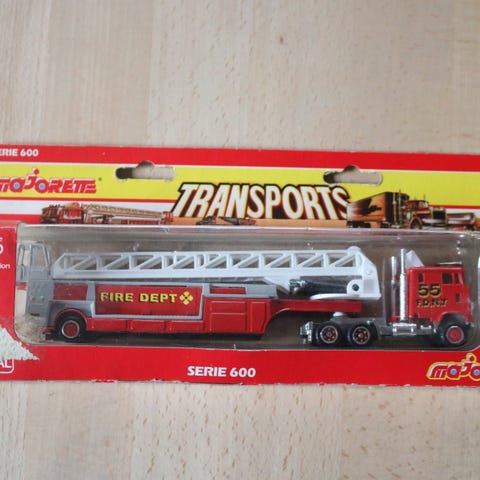 SERIE 600
majorette
TRANSPORTS
FIRE DEPT
55
F.D.N.Y
SERIE 600
majorette